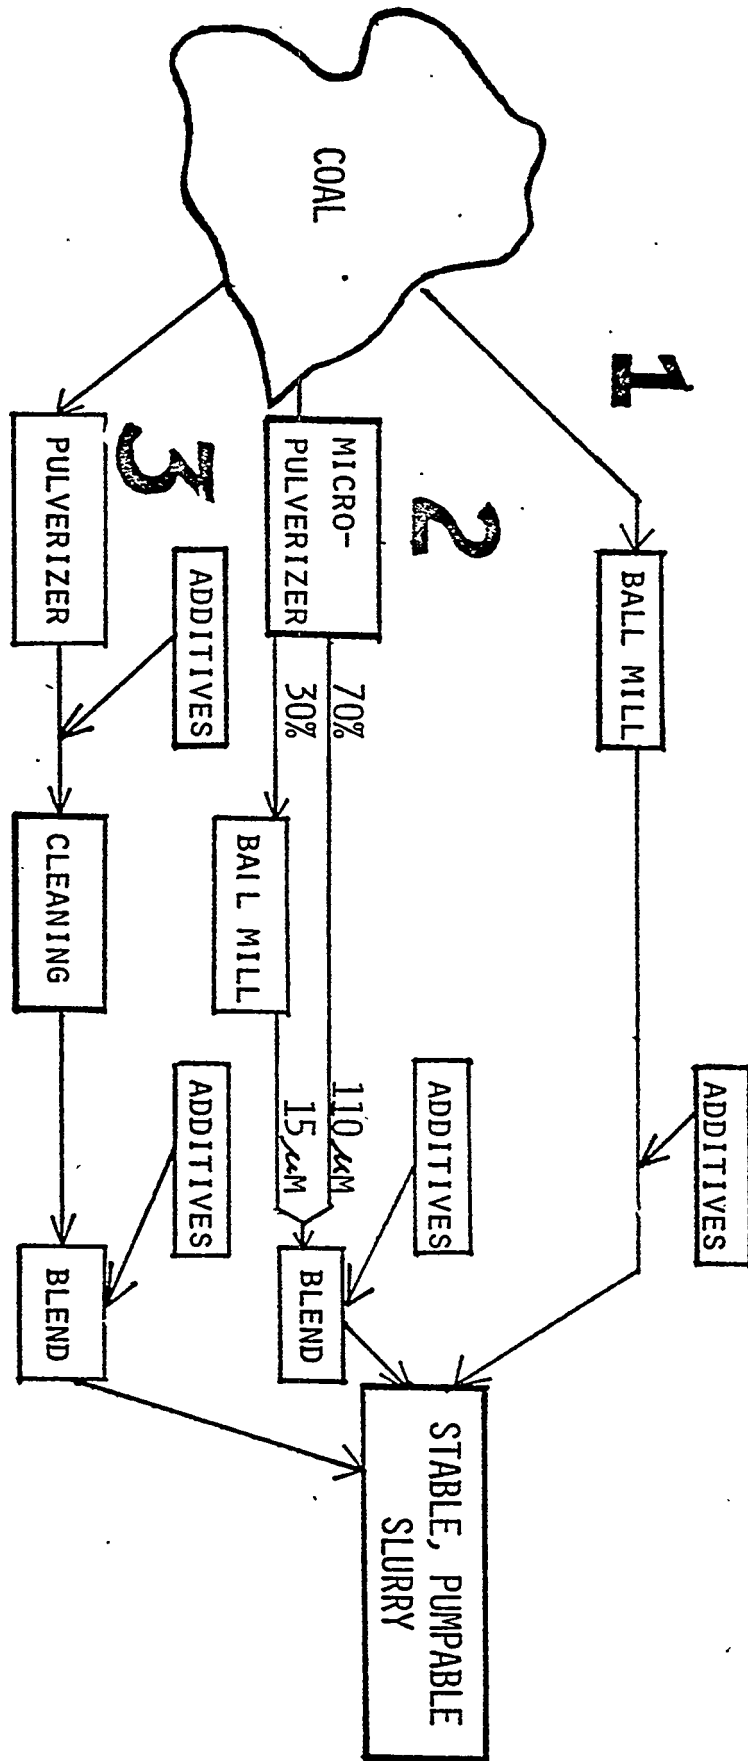 1
BALL MILL
ADDITIVES
COAL
2
MICRO-
PULVERIZER
70%
30%
BALL MILL
110 μM
15 μM
ADDITIVES
BLEND
STABLE, PUMPABLE
SLURRY
3
PULVERIZER
ADDITIVES
CLEANING
ADDITIVES
BLEND